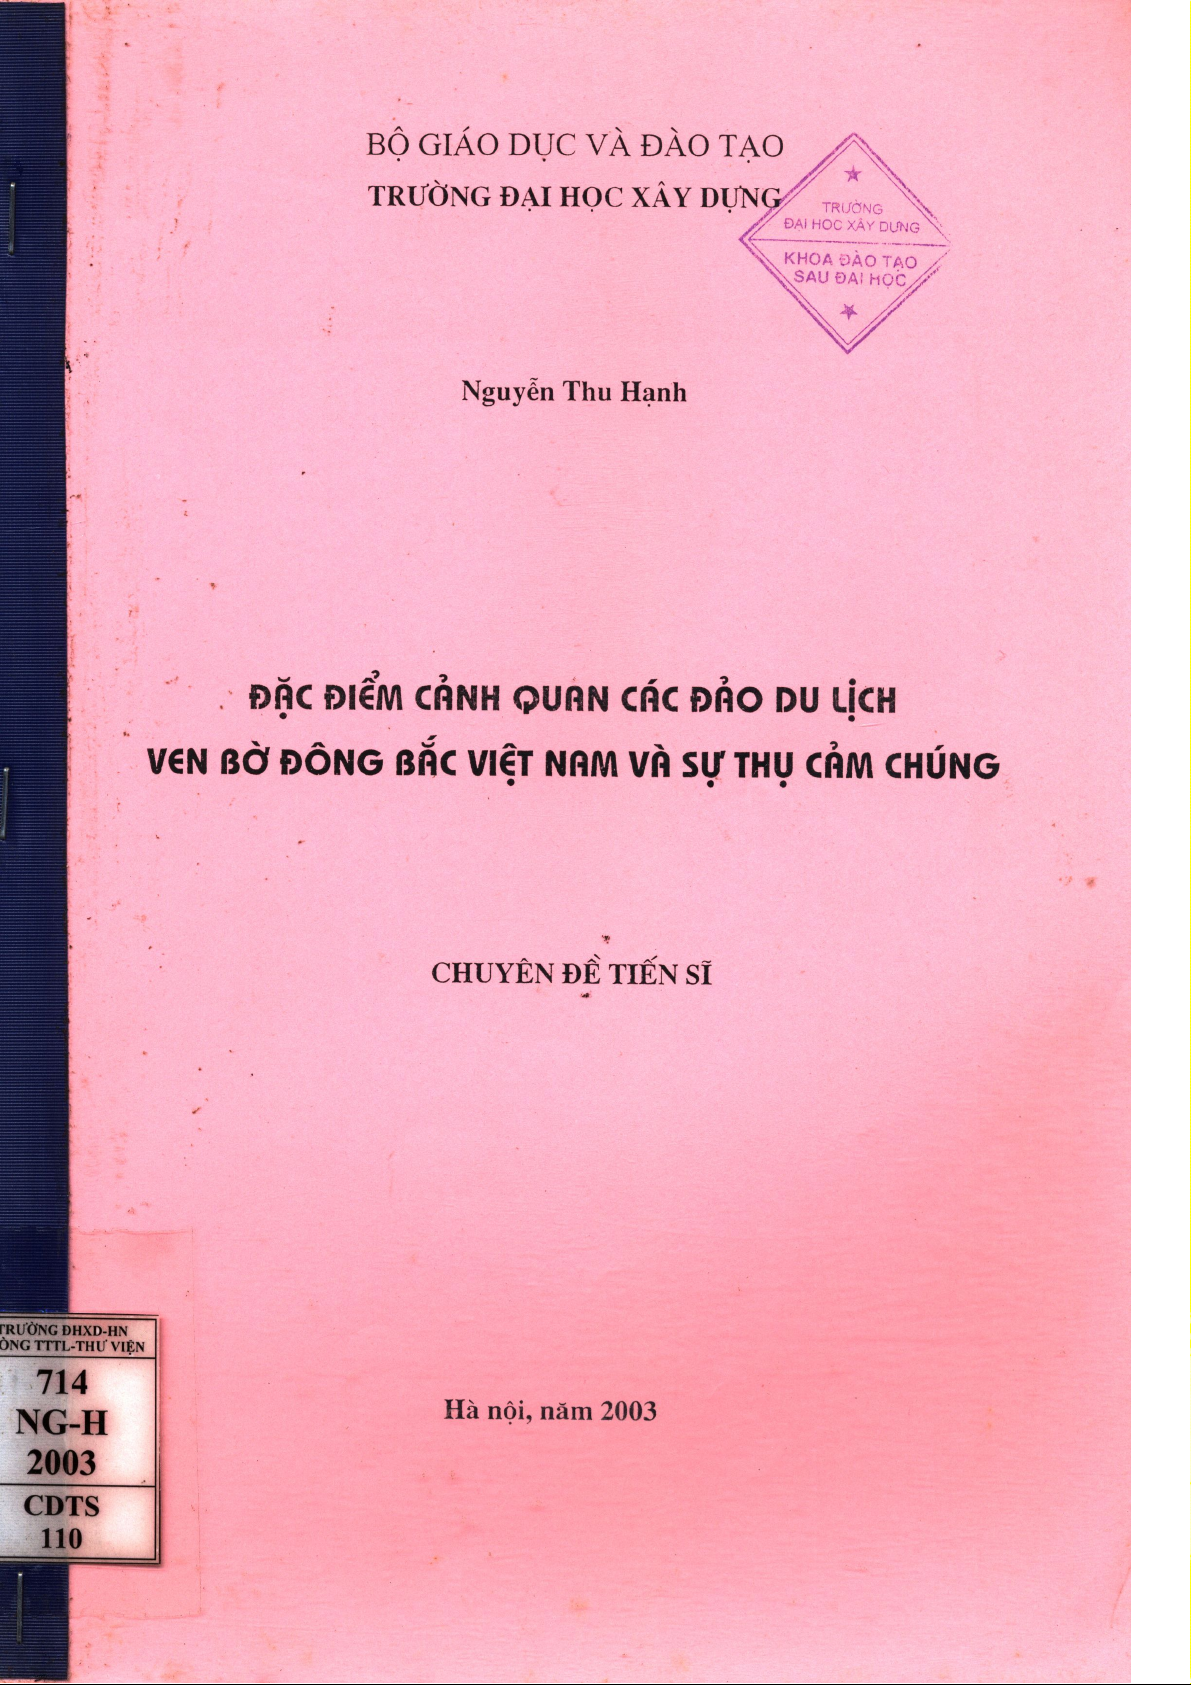 BỘ GIÁO DỤC VÀ ĐÀO TẠO
TRƯỜNG ĐẠI HỌC XÂY DỰNG
TRƯỜNG
ĐẠI HỌC XÂY DỰNG
KHOA ĐÀO TẠO
SAU ĐẠI HỌC
Nguyễn Thu Hạnh
ĐẶC ĐIỂM CẢNH QUAN CÁC ĐẢO DU LỊCH
VEN BỜ ĐÔNG BẮC VIỆT NAM VÀ SỰ THỤ CẢM CHÚNG
CHUYÊN ĐỀ TIẾN SĨ
Hà nội, năm 2003
TRƯỜNG ĐHXD-HN
TTTL-THƯ VIỆN
714
NG-H
2003
CDTS
110